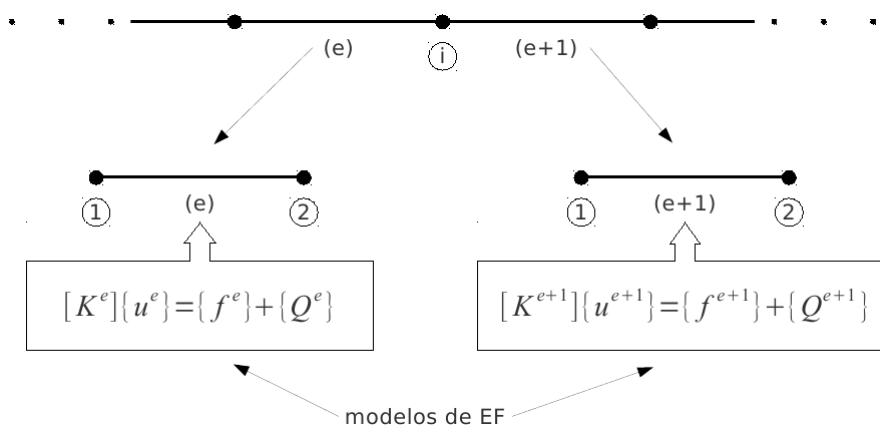 (e) (e+1)
i
(e) (e+1)
1 2 1 2
[K^e]{u^e}={f^e}+{Q^e} [K^{e+1}]{u^{e+1}}={f^{e+1}}+{Q^{e+1}}
modelos de EF